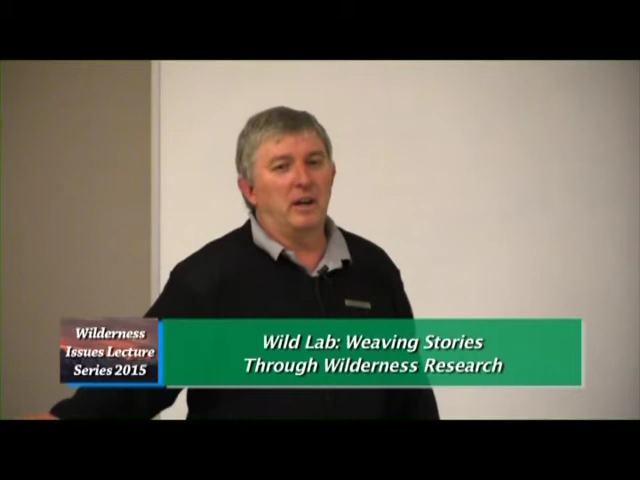 Wilderness
Issues Lecture
Series 2015
Wild Lab: Weaving Stories
Through Wilderness Research